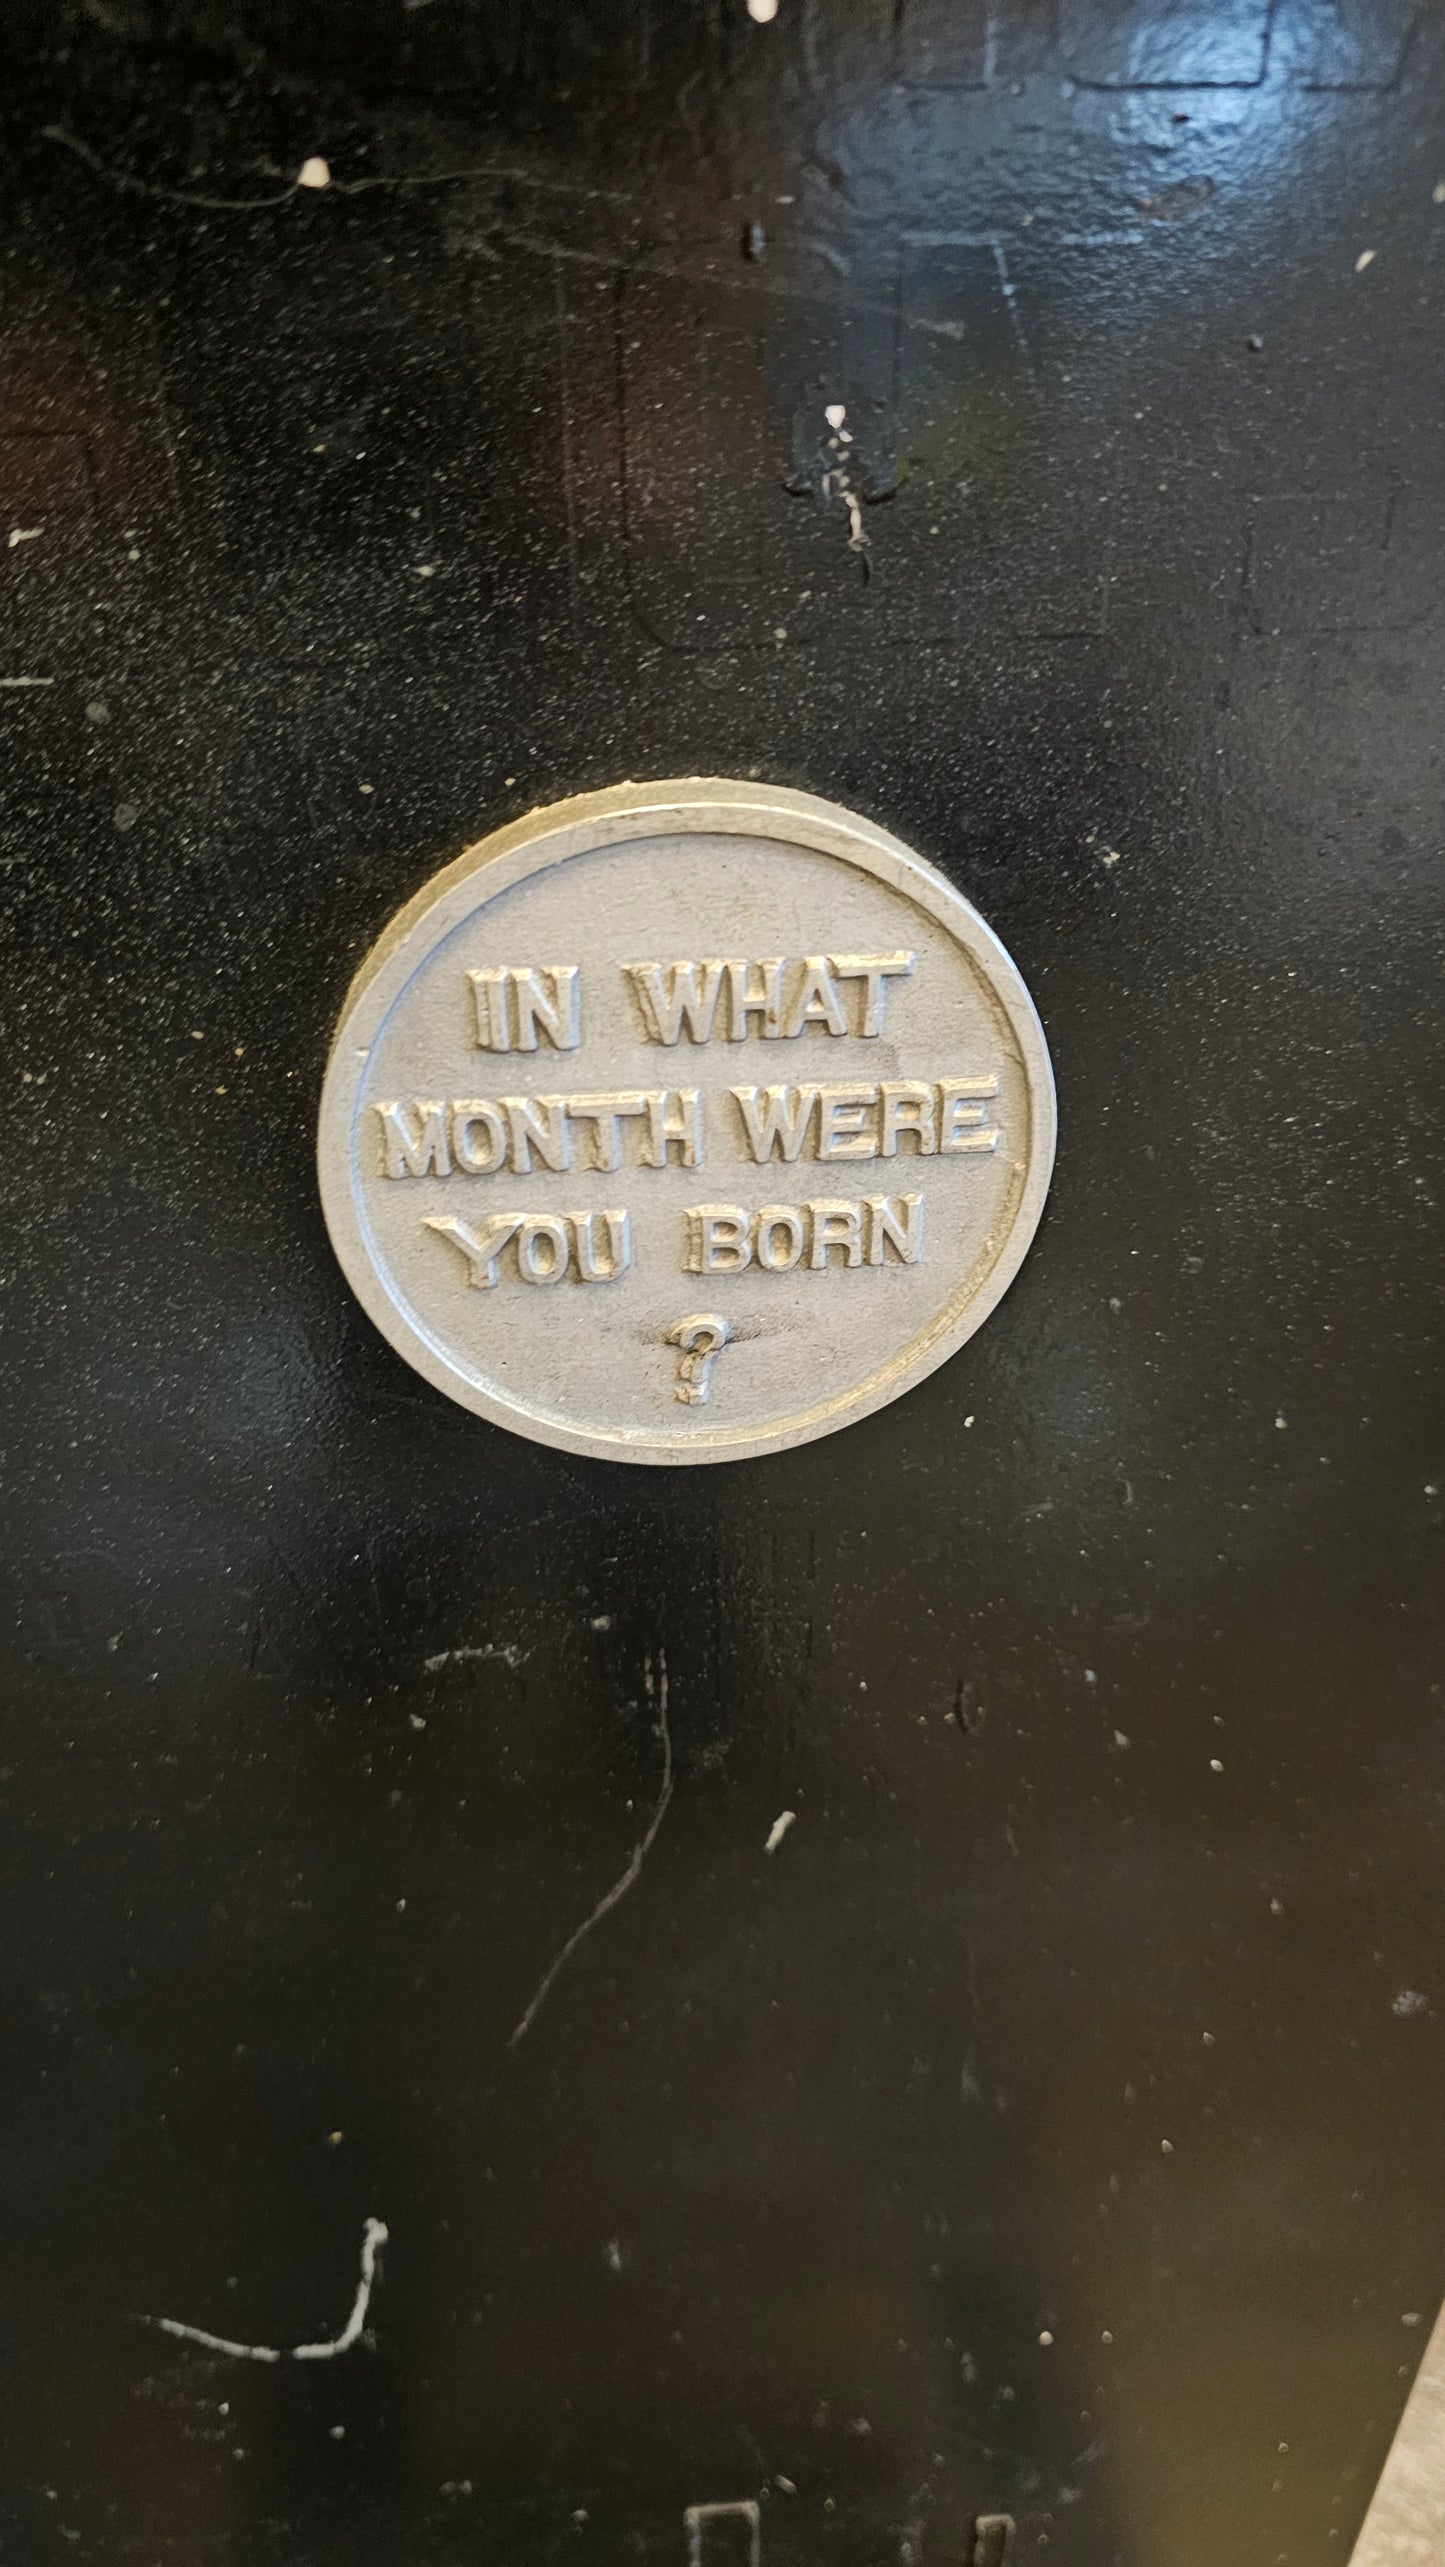 IN WHAT
MONTH WERE
YOU BORN
?